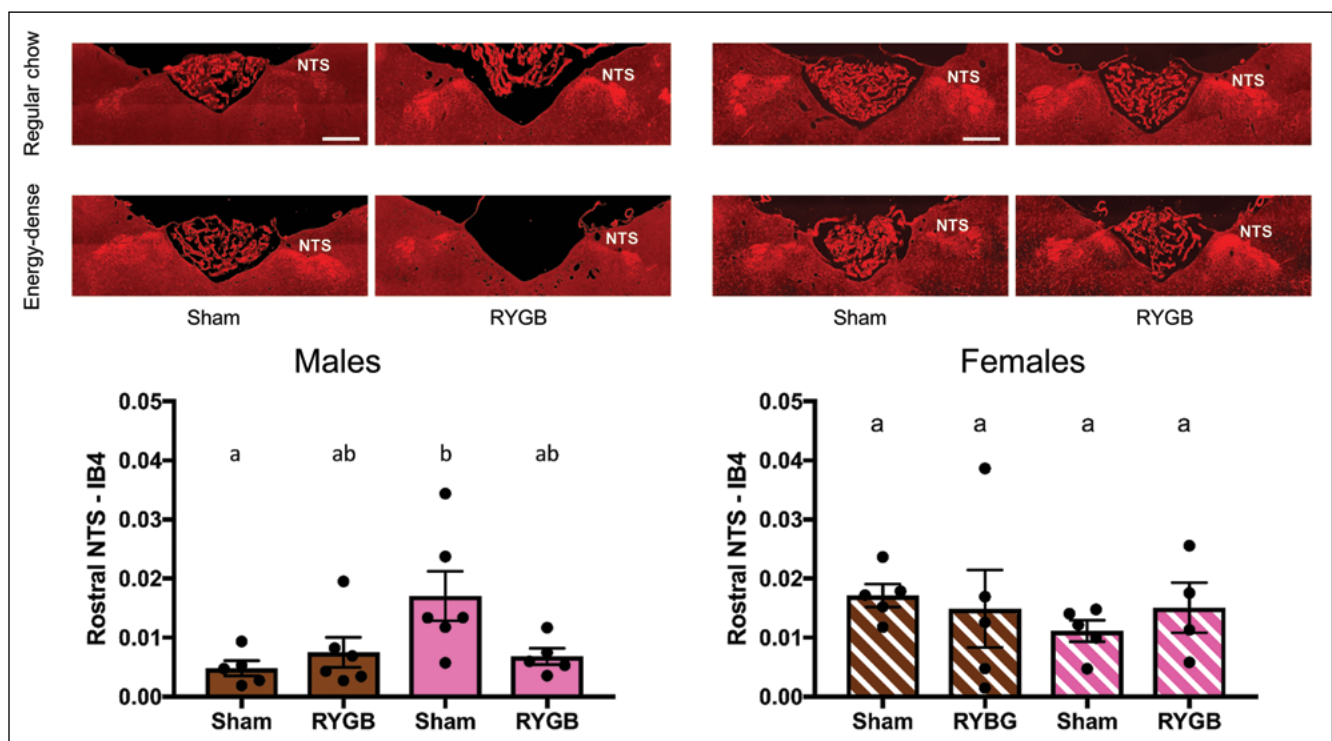 Regular chow
NTS NTS NTS NTS
Energy-dense
NTS NTS NTS NTS
Sham RYGB Sham RYGB
Males
Rostral NTS - IB4
0.05
0.04
0.03
0.02
0.01
0.00
a ab b ab
Sham RYGB Sham RYGB
Females
Rostral NTS - IB4
0.05
0.04
0.03
0.02
0.01
0.00
a a a a
Sham RYBG Sham RYGB